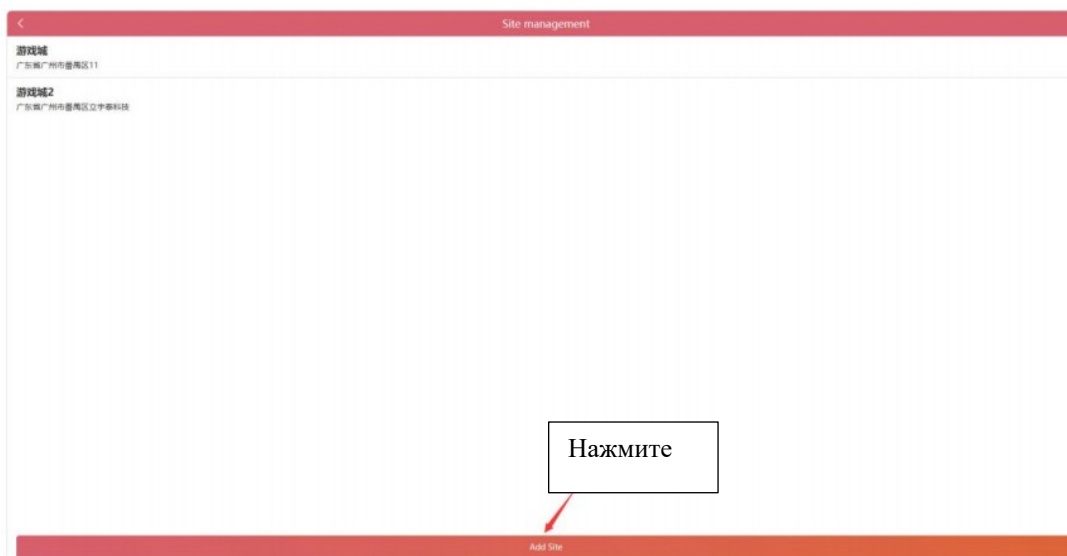 Site management
游戏城
广东省广州市番禺区11
游戏城2
广东省广州市番禺区立宇泰科技
Нажмите
Add Site